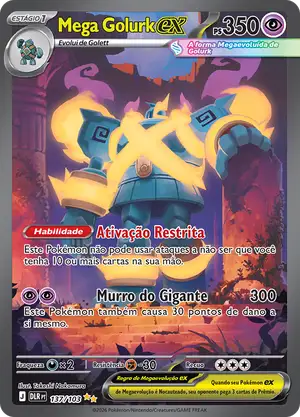 ESTÁGIO 1
Mega Golurk ex PS 350
Evolui de Golett
A forma Megaevoluída de
Golurk
Habilidade Ativação Restrita
Este Pokémon não pode usar ataques a não ser que você
tenha 10 ou mais cartas na sua mão.
Murro do Gigante 300
Este Pokémon também causa 30 pontos de dano a
si mesmo.
Fraqueza ×2 Resistência -30 Recuo
Ilust. Takeshi Nakamura
J DLR PT 137/103
Regra de Megaevolução ex Quando seu Pokémon ex
de Megaevolução é Nocauteado, seu oponente pega 3 cartas de Prêmio.
©2026 Pokémon/Nintendo/Creatures/GAME FREAK